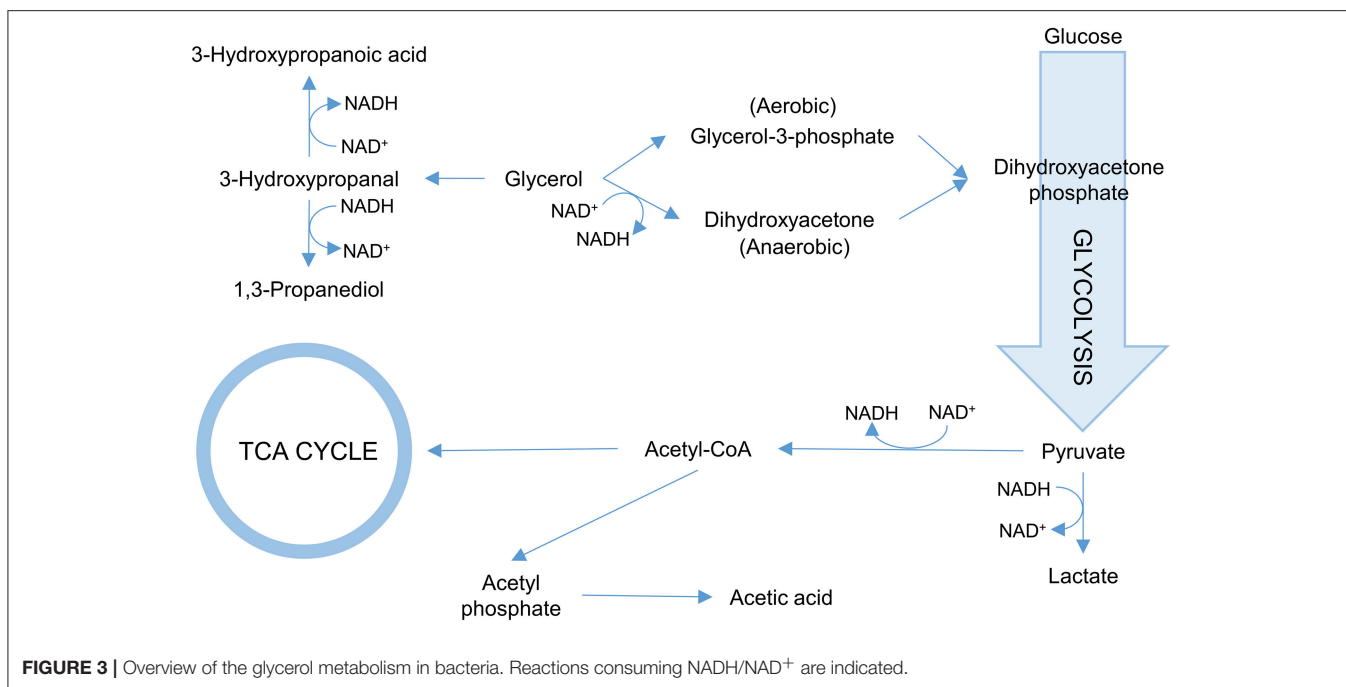 3-Hydroxypropanoic acid
NADH
NAD⁺
3-Hydroxypropanal
NADH
NAD⁺
1,3-Propanediol
Glycerol
NAD⁺
NADH
(Aerobic)
Glycerol-3-phosphate
Dihydroxyacetone
(Anaerobic)
Glucose
Dihydroxyacetone
phosphate
GLYCOLYSIS
TCA CYCLE
Acetyl-CoA
NADH
NAD⁺
Pyruvate
NADH
NAD⁺
Lactate
Acetyl
phosphate
Acetic acid
FIGURE 3 | Overview of the glycerol metabolism in bacteria. Reactions consuming NADH/NAD⁺ are indicated.